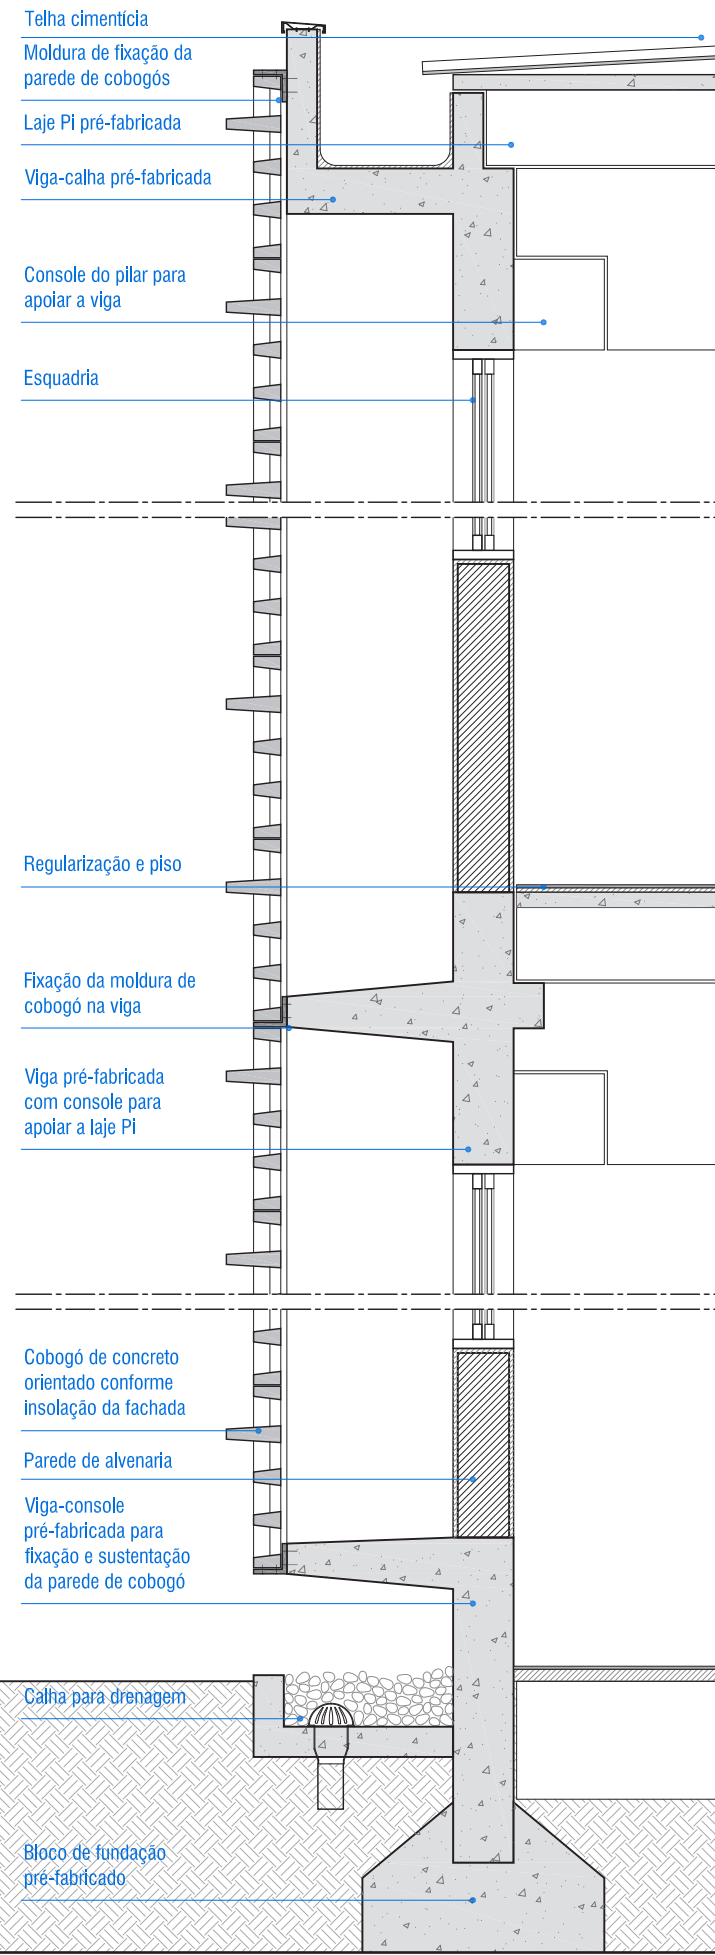 Telha cimentícia
Moldura de fixação da
parede de cobogós
Laje Pi pré-fabricada
Viga-calha pré-fabricada
Console do pilar para
apoiar a viga
Esquadria
Regularização e piso
Fixação da moldura de
cobogó na viga
Viga pré-fabricada
com console para
apoiar a laje Pi
Cobogó de concreto
orientado conforme
insolação da fachada
Parede de alvenaria
Viga-console
pré-fabricada para
fixação e sustentação
da parede de cobogó
Calha para drenagem
Bloco de fundação
pré-fabricado